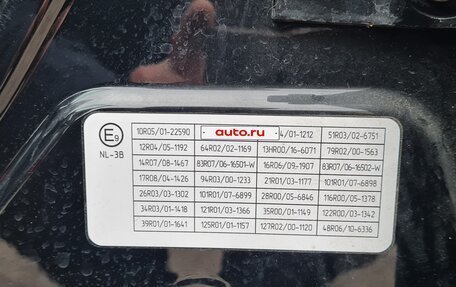 E9
NL-3B
10R05/01-22590 auto.ru 4/01-1212 51R03/02-6751
12R04/05-1192 64R02/02-1169 13HR00/16-6071 79R02/00-1563
14R07/08-1467 83R07/06-16501-W 16R06/09-1907 83R07/06-16502-W
17R08/04-1426 94R03/00-1233 21R01/03-1177 101R01/07-6898
26R03/03-1302 101R01/07-6899 28R00/05-6846 116R00/05-1378
34R03/01-1418 121R01/03-1366 35R00/01-1149 122R00/03-1342
39R01/01-1641 125R01/01-1157 127R02/00-1120 48R06/10-6336